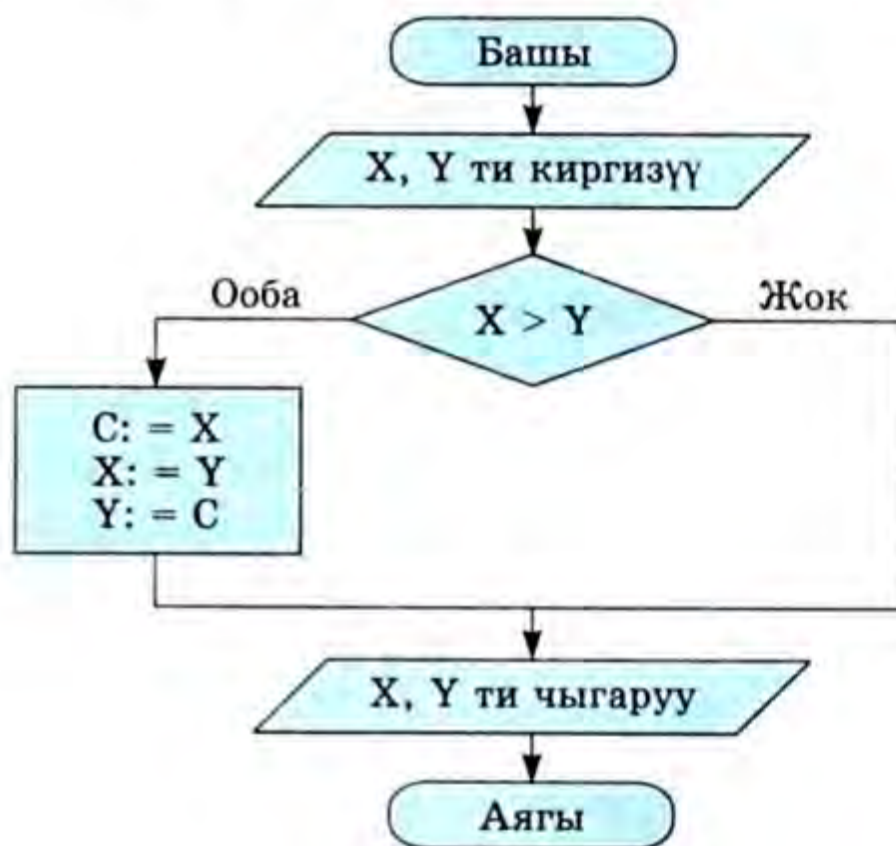 Башы
X, Y ти киргизүү
X > Y
Ооба
Жок
C: = X
X: = Y
Y: = C
X, Y ти чыгаруу
Аягы